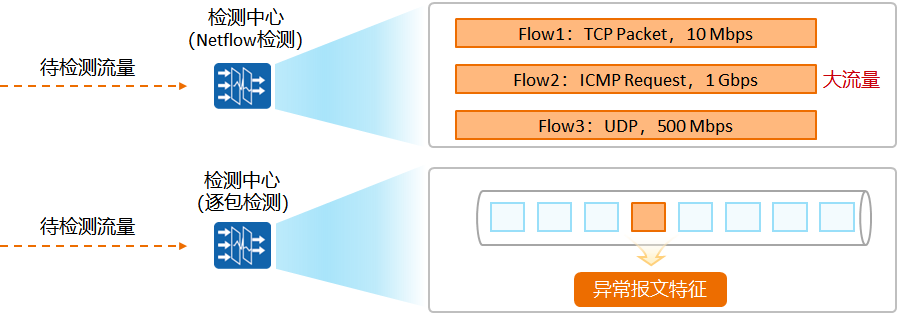 检测中心
（Netflow检测）
待检测流量
Flow1：TCP Packet，10 Mbps
Flow2：ICMP Request，1 Gbps
大流量
Flow3：UDP，500 Mbps
检测中心
（逐包检测）
待检测流量
异常报文特征